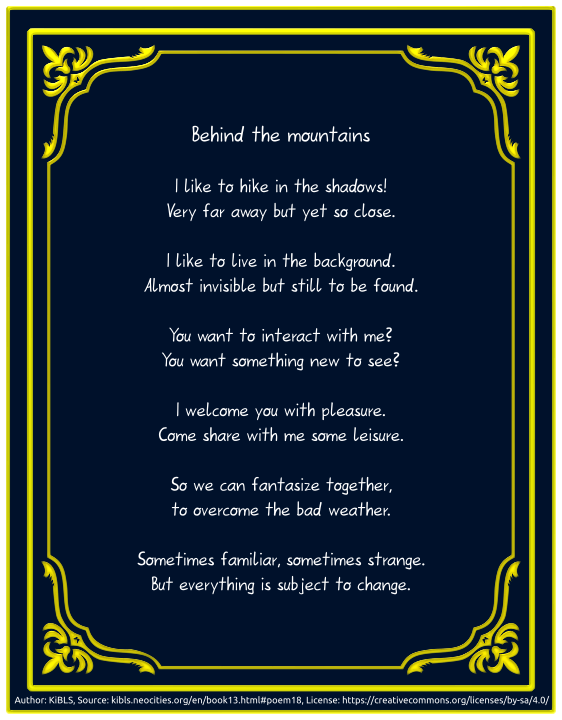 Behind the mountains
I like to hike in the shadows!
Very far away but yet so close.
I like to live in the background.
Almost invisible but still to be found.
You want to interact with me?
You want something new to see?
I welcome you with pleasure.
Come share with me some leisure.
So we can fantasize together,
to overcome the bad weather.
Sometimes familiar, sometimes strange.
But everything is subject to change.
Author: KiBLS, Source: kibls.neocities.org/en/book13.html#poem18, License: https://creativecommons.org/licenses/by-sa/4.0/